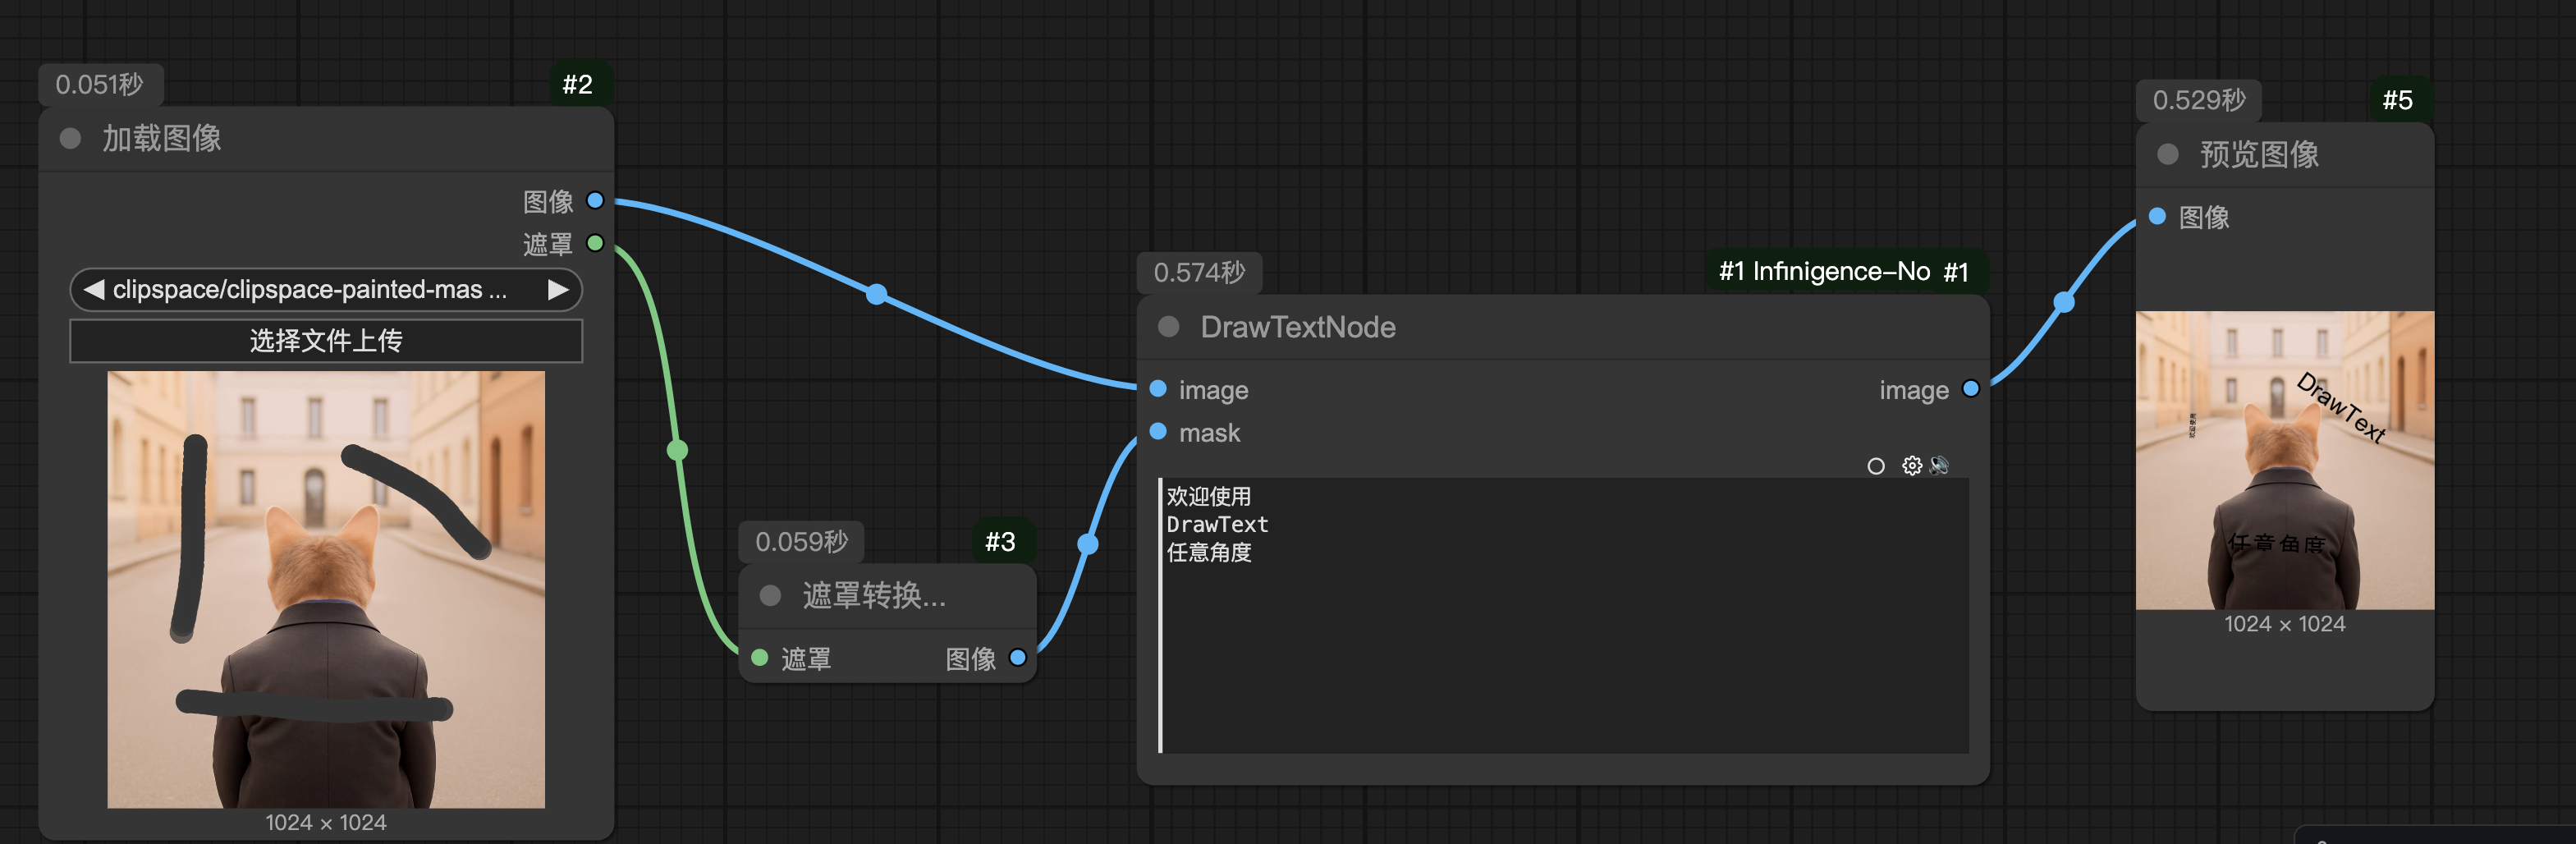 0.051秒
#2
加载图像
图像
遮罩
clipspace/clipspace-painted-mas ...
选择文件上传
1024 × 1024
0.059秒
#3
遮罩转换...
遮罩
图像
0.574秒
#1 Infinigence-No
#1
DrawTextNode
image
image
mask
欢迎使用
DrawText
任意角度
0.529秒
#5
预览图像
图像
DrawText
欢迎使用
任意角度
1024 × 1024